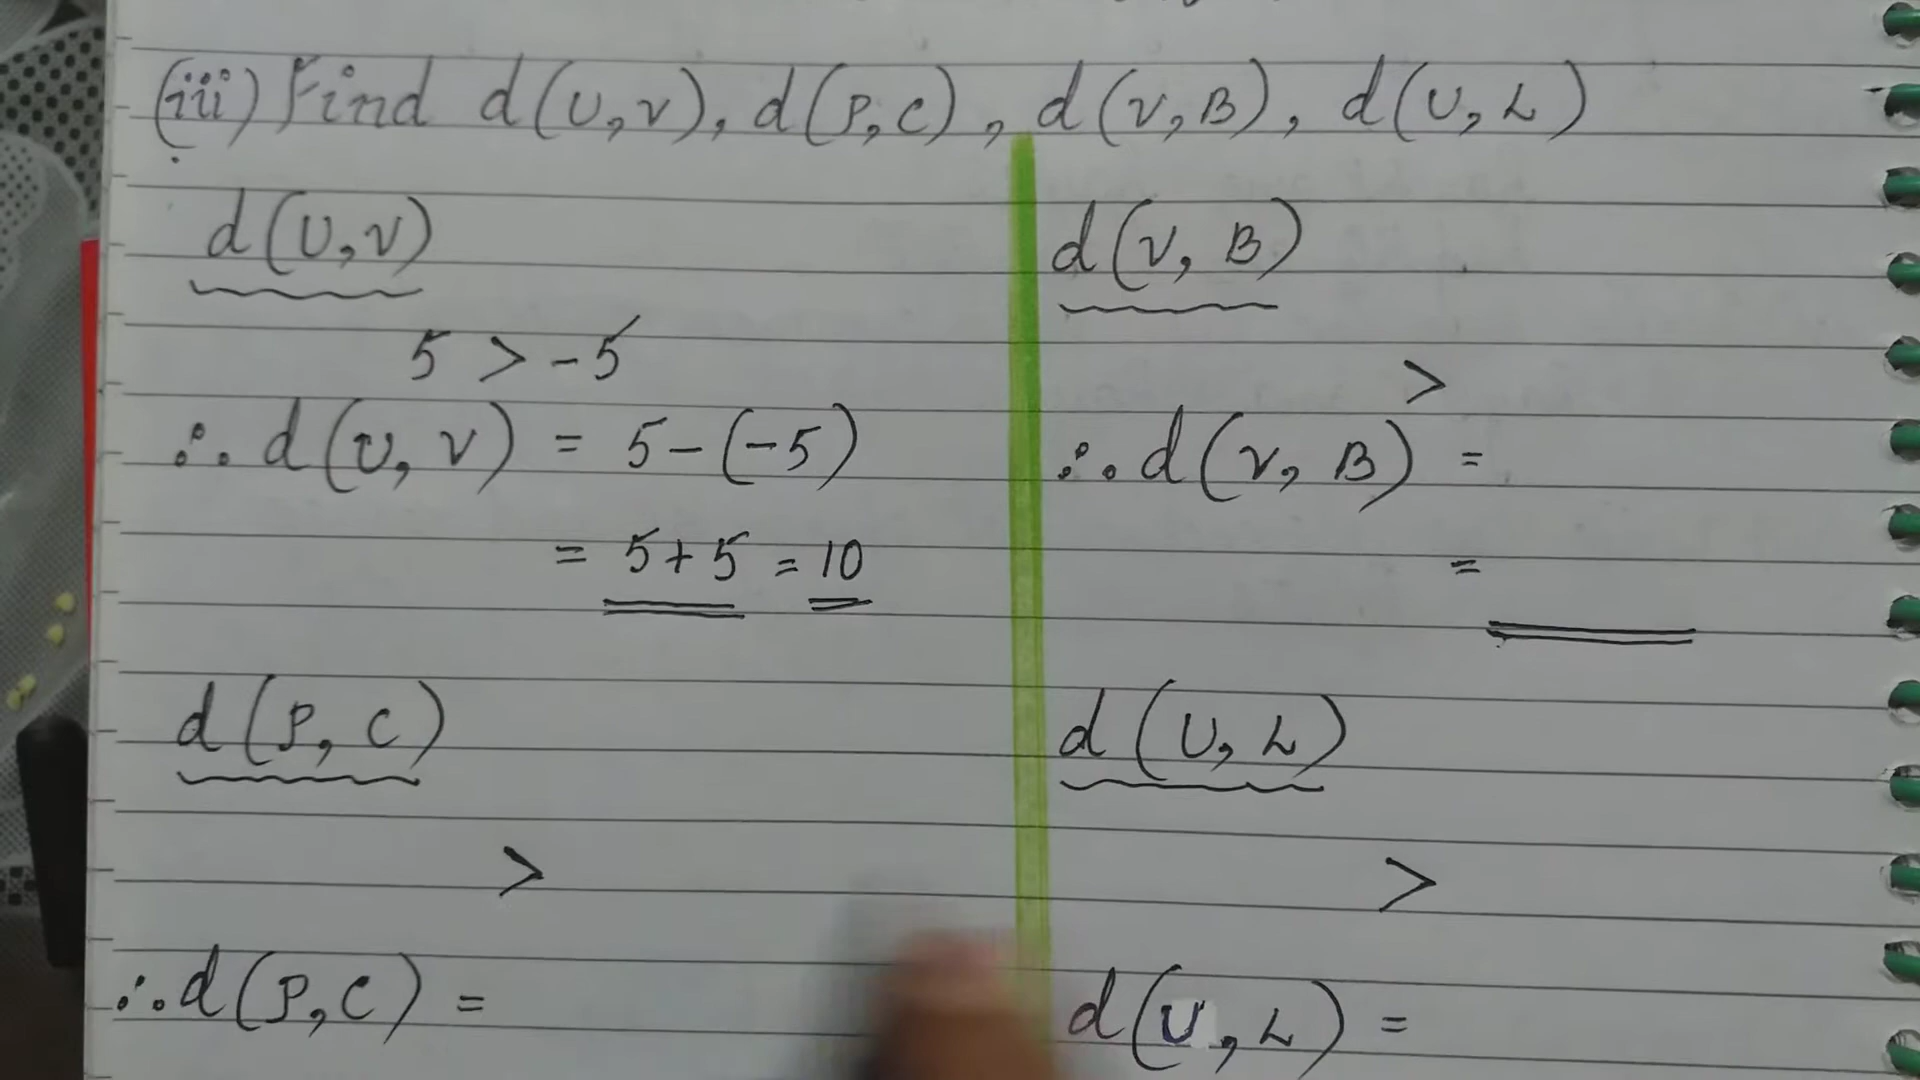 (iii) Find d(U,V), d(P,C), d(V,B), d(U,L)
d(U,V)
5 > -5
∴ d(U,V) = 5-(-5)
= 5+5 = 10
d(P,C)
>
∴ d(P,C) =
d(V,B)
>
∴ d(V,B) =
=
d(U,L)
>
d(U,L) =